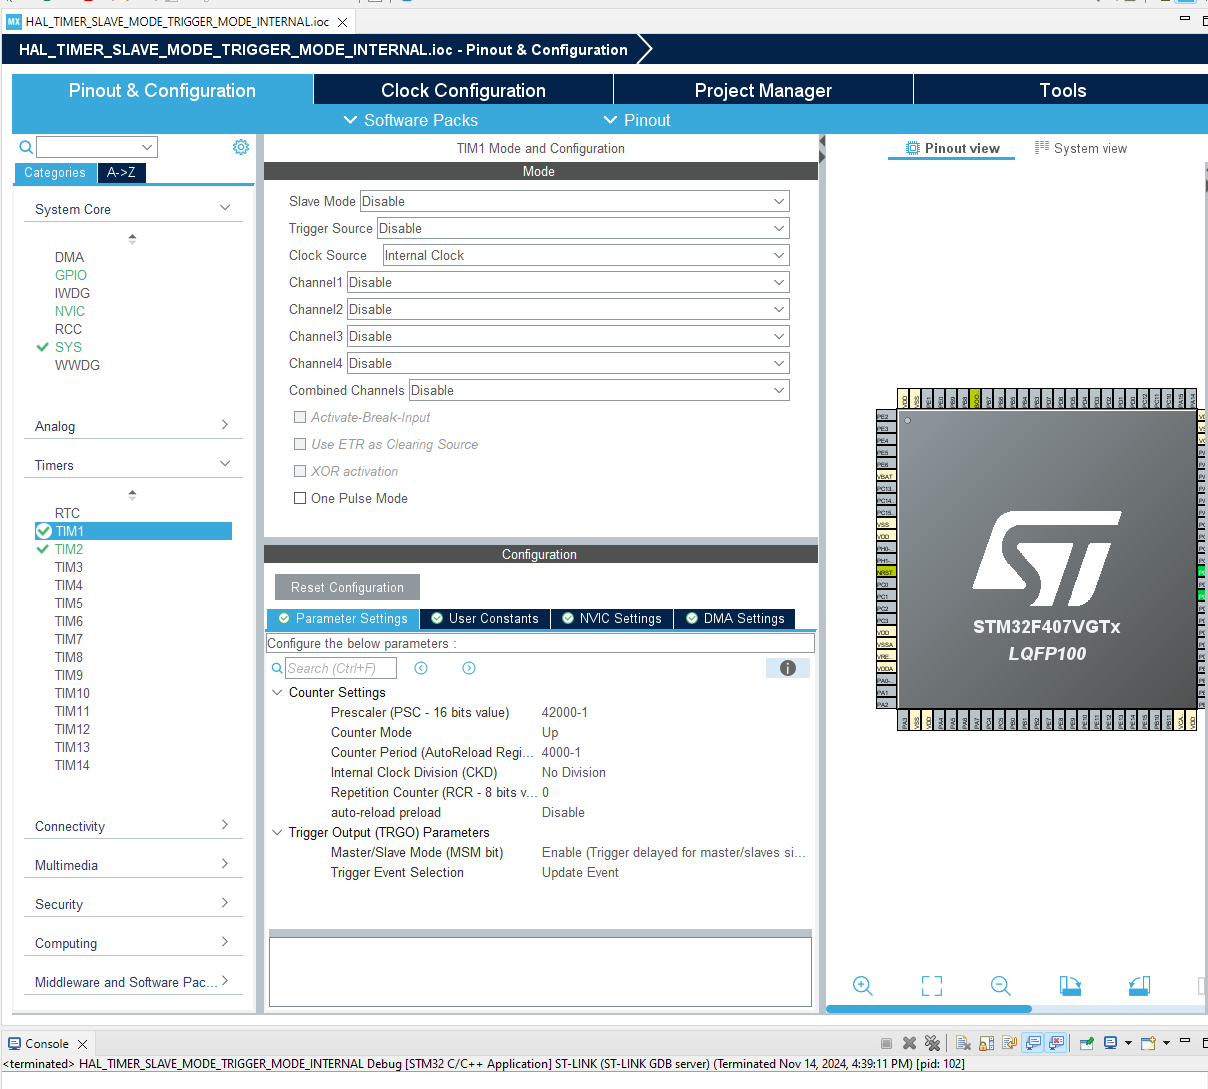 HAL_TIMER_SLAVE_MODE_TRIGGER_MODE_INTERNAL.ioc
HAL_TIMER_SLAVE_MODE_TRIGGER_MODE_INTERNAL.ioc - Pinout & Configuration
Pinout & Configuration
Clock Configuration
Project Manager
Tools
Software Packs
Pinout
Categories
A->Z
System Core
DMA
GPIO
IWDG
NVIC
RCC
SYS
WWDG
Analog
Timers
RTC
TIM1
TIM2
TIM3
TIM4
TIM5
TIM6
TIM7
TIM8
TIM9
TIM10
TIM11
TIM12
TIM13
TIM14
Connectivity
Multimedia
Security
Computing
Middleware and Software Pac...
TIM1 Mode and Configuration
Mode
Slave Mode Disable
Trigger Source Disable
Clock Source Internal Clock
Channel1 Disable
Channel2 Disable
Channel3 Disable
Channel4 Disable
Combined Channels Disable
Activate-Break-Input
Use ETR as Clearing Source
XOR activation
One Pulse Mode
Configuration
Reset Configuration
Parameter Settings
User Constants
NVIC Settings
DMA Settings
Configure the below parameters :
Search (Ctrl+F)
Counter Settings
Prescaler (PSC - 16 bits value) 42000-1
Counter Mode Up
Counter Period (AutoReload Regi... 4000-1
Internal Clock Division (CKD) No Division
Repetition Counter (RCR - 8 bits v... 0
auto-reload preload Disable
Trigger Output (TRGO) Parameters
Master/Slave Mode (MSM bit) Enable (Trigger delayed for master/slaves si...
Trigger Event Selection Update Event
Pinout view
System view
STM32F407VGTx
LQFP100
Console
<terminated> HAL_TIMER_SLAVE_MODE_TRIGGER_MODE_INTERNAL Debug [STM32 C/C++ Application] ST-LINK (ST-LINK GDB server) (Terminated Nov 14, 2024, 4:39:11 PM) [pid: 102]